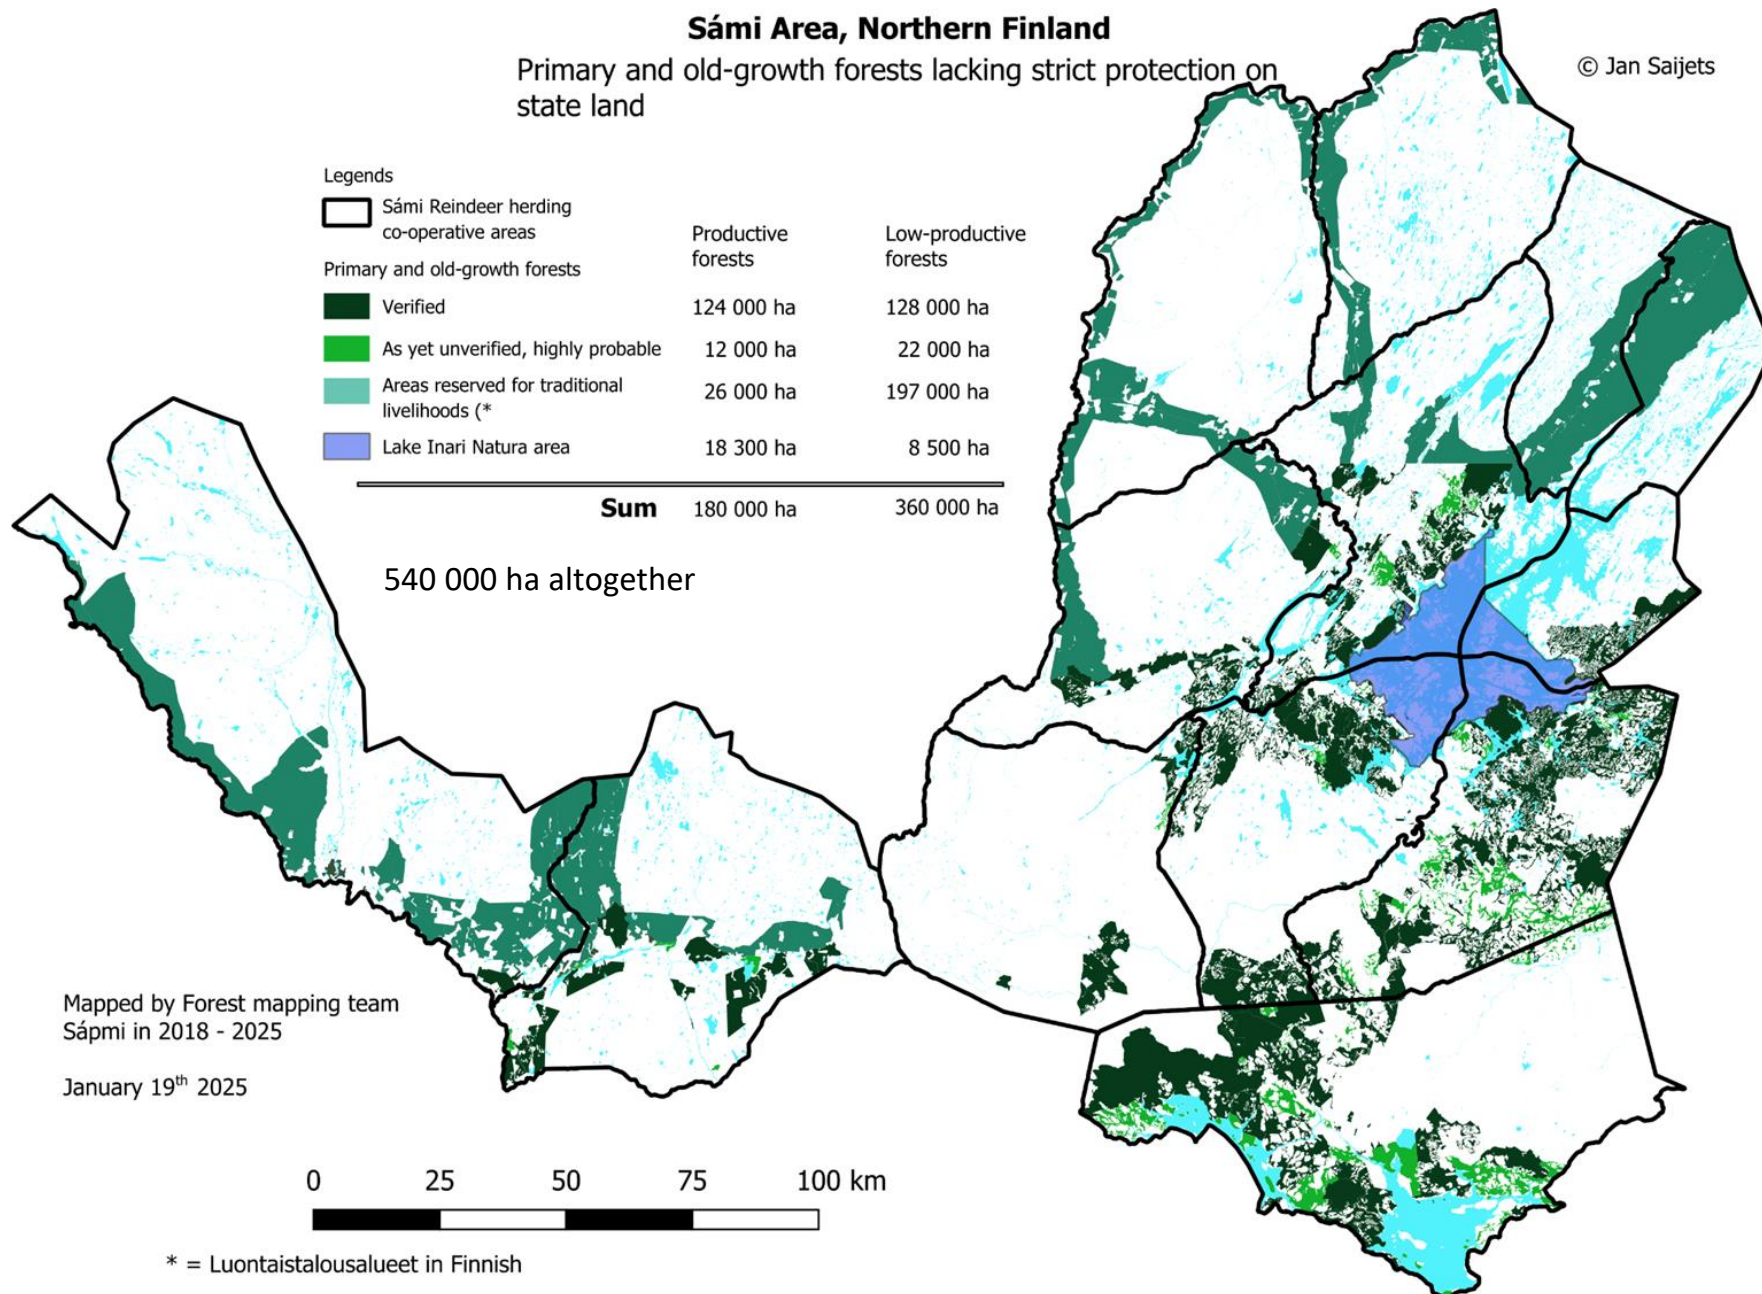 Sámi Area, Northern Finland
Primary and old-growth forests lacking strict protection on
state land
© Jan Saijets
Legends
Sámi Reindeer herding
co-operative areas
Productive
forests
Low-productive
forests
Primary and old-growth forests
Verified 124 000 ha 128 000 ha
As yet unverified, highly probable 12 000 ha 22 000 ha
Areas reserved for traditional
livelihoods (* 26 000 ha 197 000 ha
Lake Inari Natura area 18 300 ha 8 500 ha
Sum 180 000 ha 360 000 ha
540 000 ha altogether
Mapped by Forest mapping team
Sápmi in 2018 - 2025
January 19th 2025
0 25 50 75 100 km
* = Luontaistalousalueet in Finnish